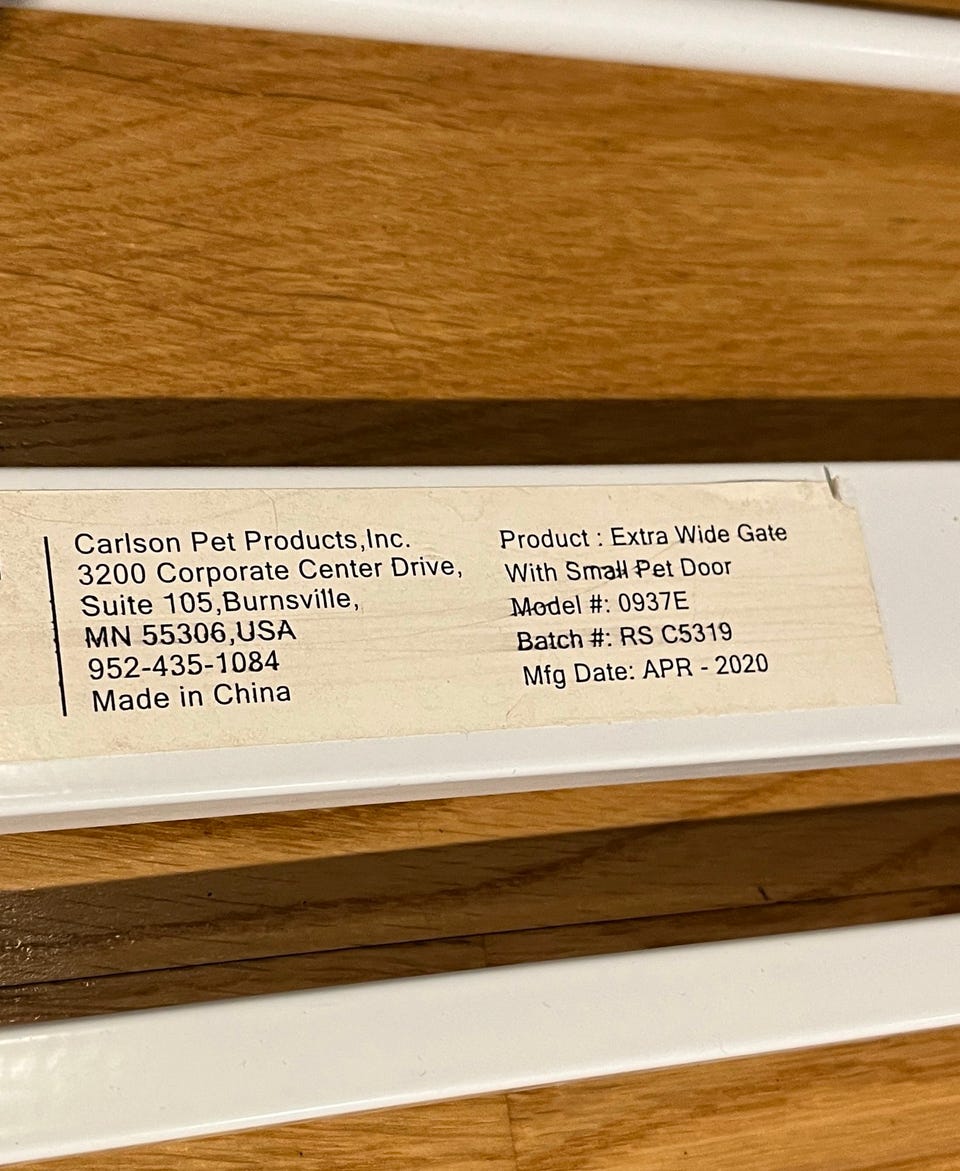 Carlson Pet Products,Inc.
3200 Corporate Center Drive,
Suite 105,Burnsville,
MN 55306,USA
952-435-1084
Made in China
Product : Extra Wide Gate
With Small Pet Door
Model #: 0937E
Batch #: RS C5319
Mfg Date: APR - 2020